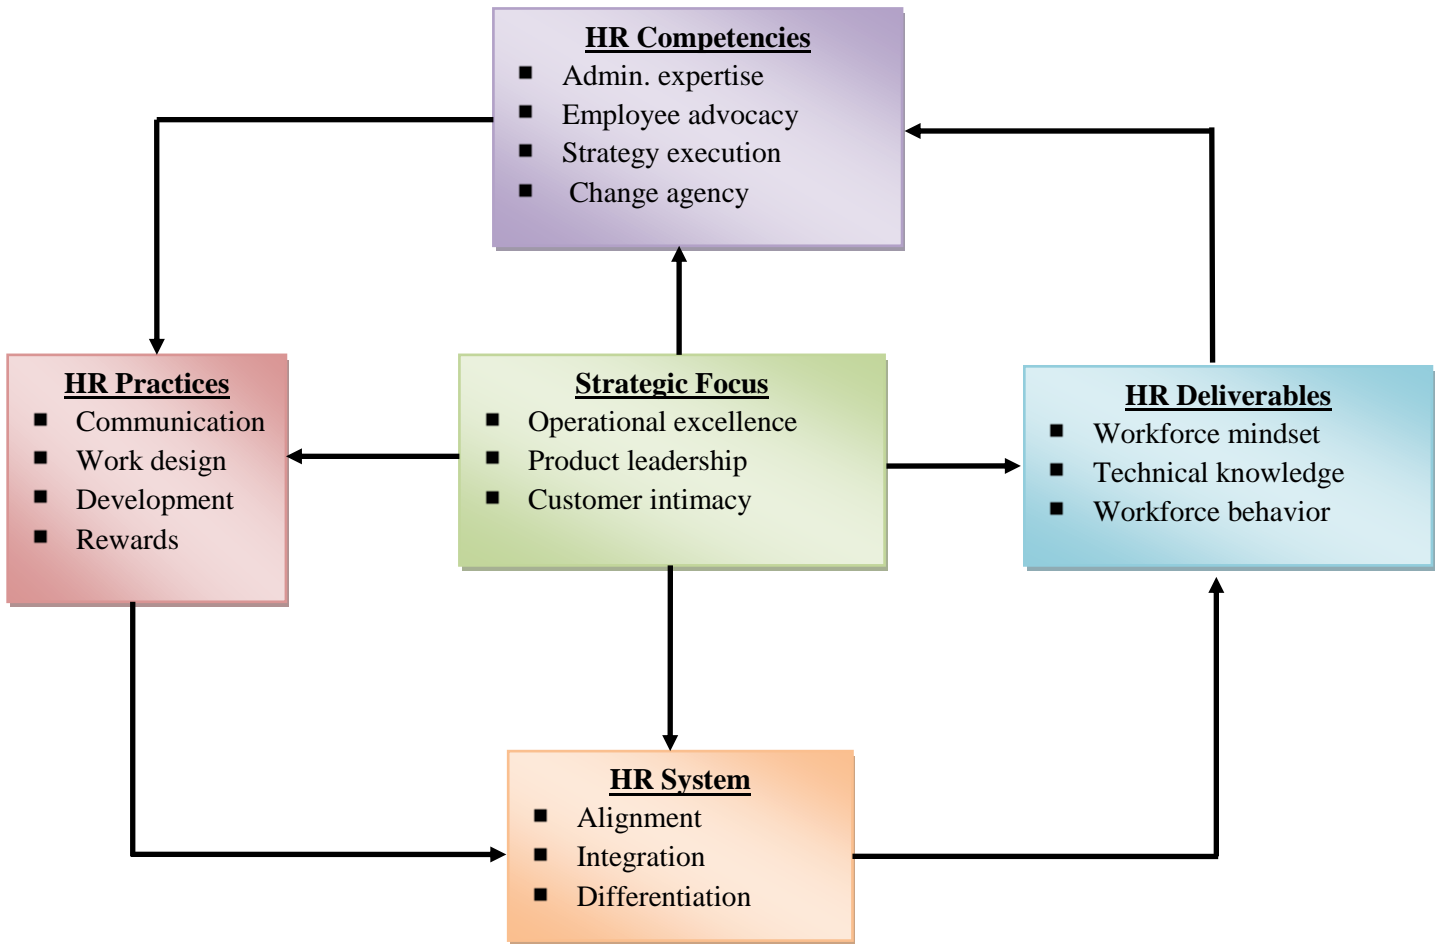 HR Competencies
▪ Admin. expertise
▪ Employee advocacy
▪ Strategy execution
▪ Change agency
HR Practices
▪ Communication
▪ Work design
▪ Development
▪ Rewards
Strategic Focus
▪ Operational excellence
▪ Product leadership
▪ Customer intimacy
HR Deliverables
▪ Workforce mindset
▪ Technical knowledge
▪ Workforce behavior
HR System
▪ Alignment
▪ Integration
▪ Differentiation